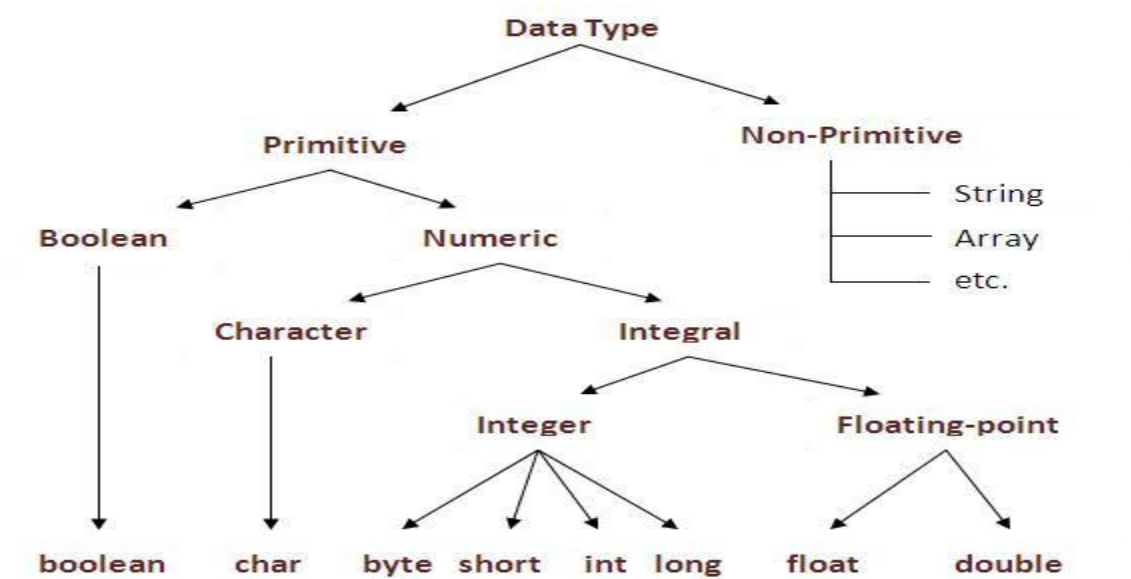 Data Type
Primitive
Non-Primitive
String
Array
etc.
Boolean
Numeric
Character
Integral
Integer
Floating-point
boolean
char
byte
short
int
long
float
double